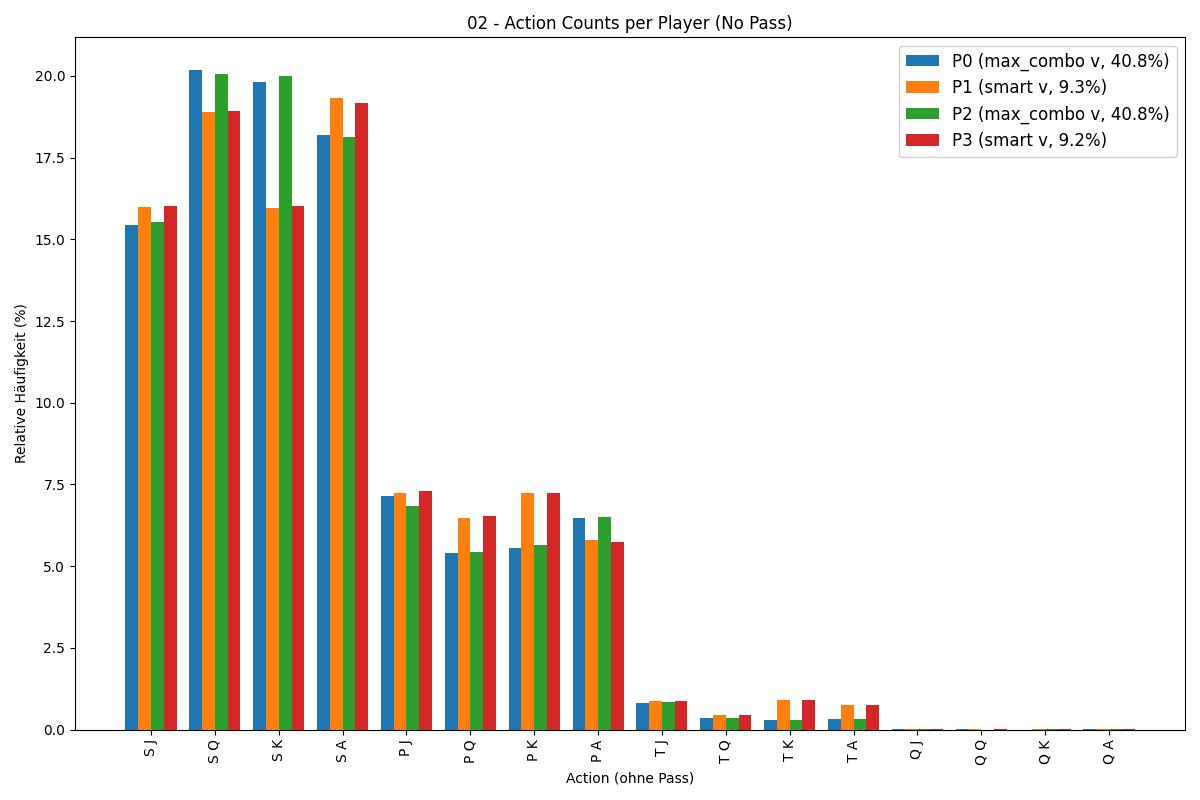 02 - Action Counts per Player (No Pass)
P0 (max_combo v, 40.8%)
P1 (smart v, 9.3%)
P2 (max_combo v, 40.8%)
P3 (smart v, 9.2%)
Relative Häufigkeit (%)
20.0
17.5
15.0
12.5
10.0
7.5
5.0
2.5
0.0
S J
S Q
S K
S A
P J
P Q
P K
P A
T J
T Q
T K
T A
Q J
Q Q
Q K
Q A
Action (ohne Pass)